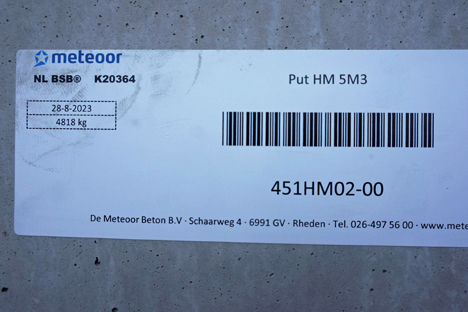 meteoor
NL BSB® K20364
Put HM 5M3
28-8-2023
4818 kg
451HM02-00
De Meteoor Beton B.V · Schaarweg 4 · 6991 GV · Rheden · Tel. 026-497 56 00 · www.mete